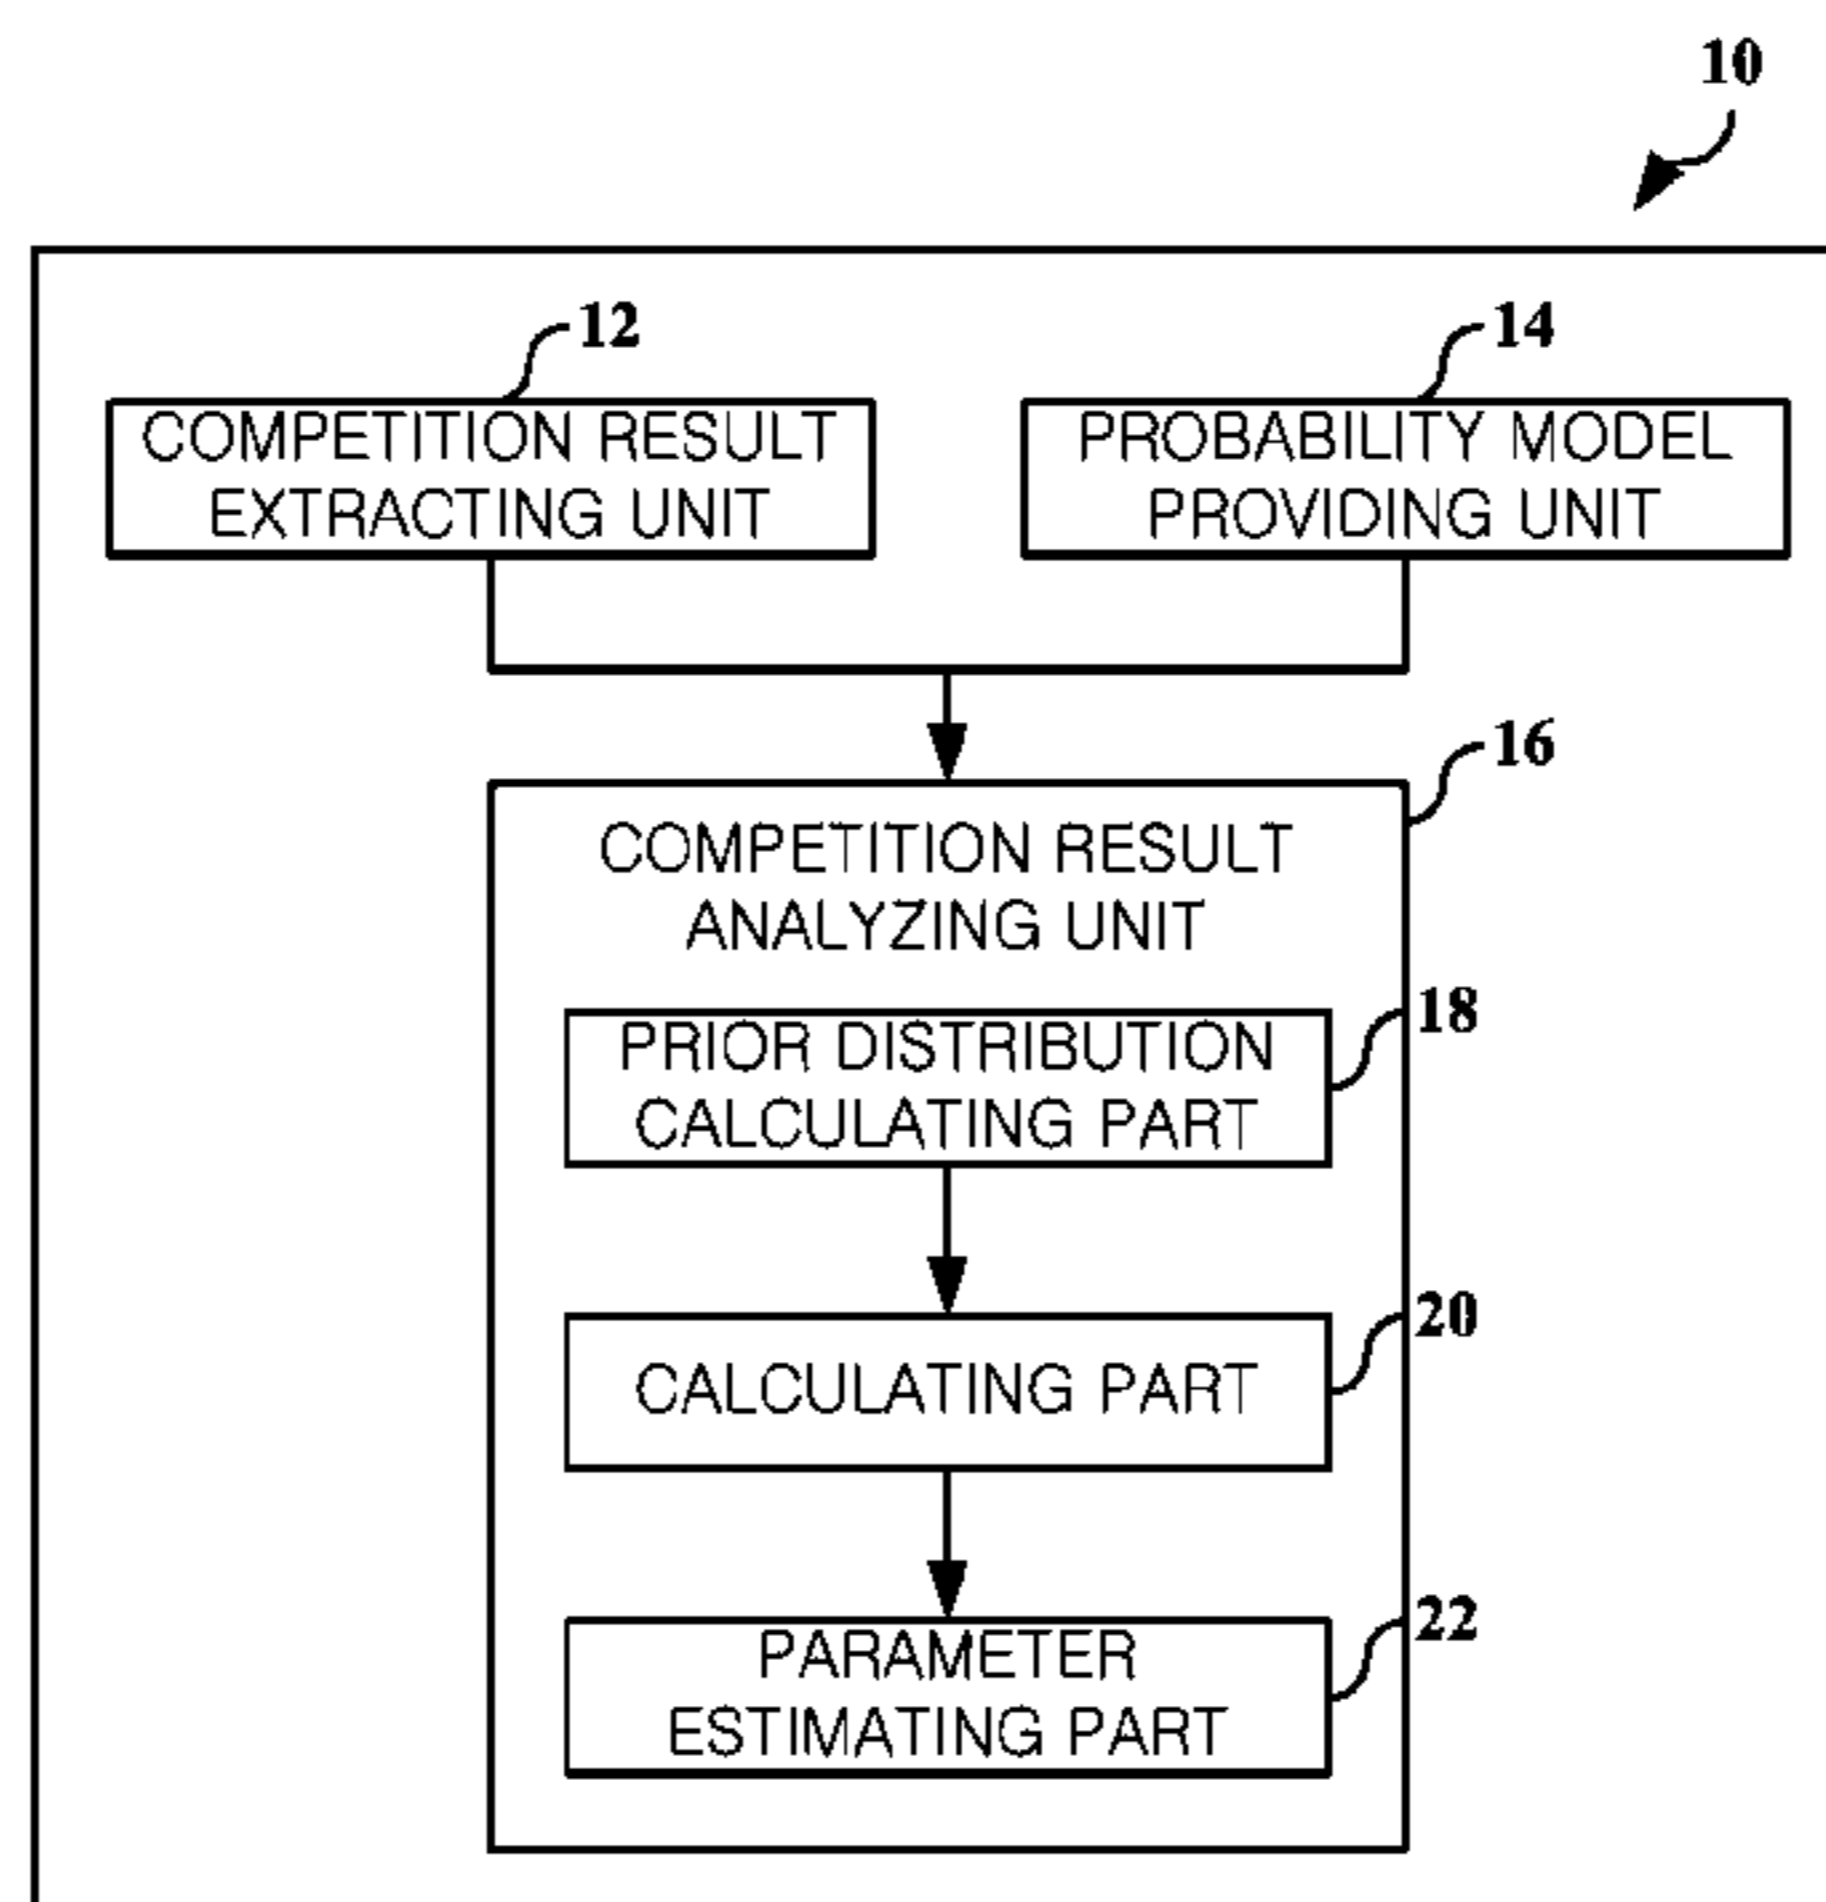 10
12
14
COMPETITION RESULT
EXTRACTING UNIT
PROBABILITY MODEL
PROVIDING UNIT
16
COMPETITION RESULT
ANALYZING UNIT
18
PRIOR DISTRIBUTION
CALCULATING PART
20
CALCULATING PART
22
PARAMETER
ESTIMATING PART